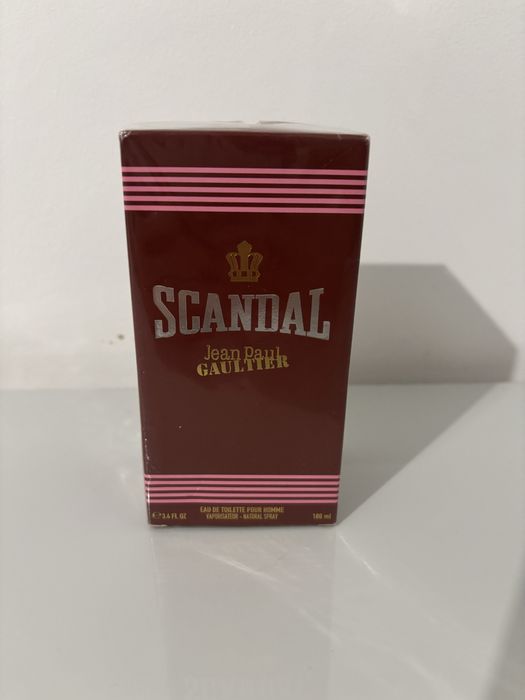 SCANDAL
Jean Paul
GAULTIER
EAU DE TOILETTE POUR HOMME
℮ 3.4 FL OZ VAPORISATEUR - NATURAL SPRAY 100 ml